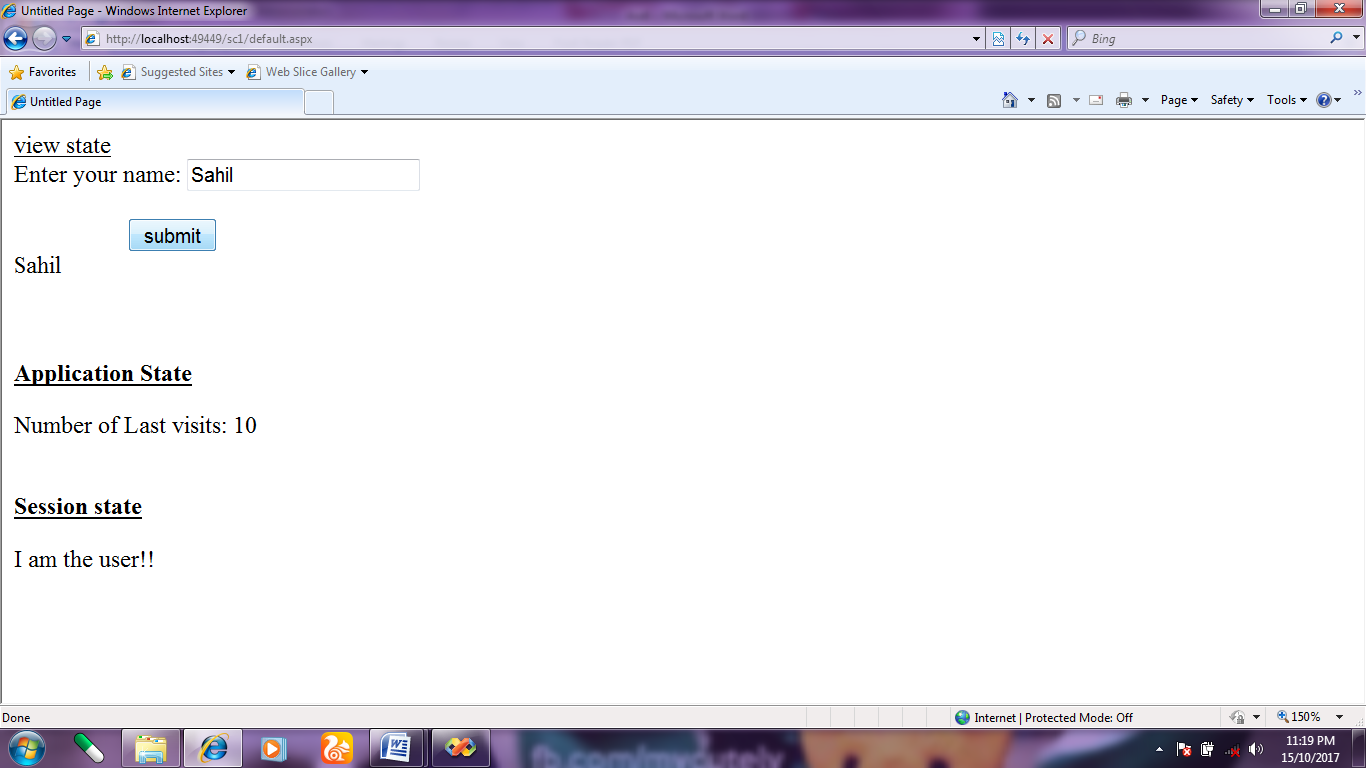 Untitled Page - Windows Internet Explorer
http://localhost:49449/sc1/default.aspx
Bing
Favorites Suggested Sites Web Slice Gallery
Untitled Page
Page Safety Tools
view state
Enter your name: Sahil
submit
Sahil
Application State
Number of Last visits: 10
Session state
I am the user!!
Done
Internet | Protected Mode: Off
150%
11:19 PM
15/10/2017